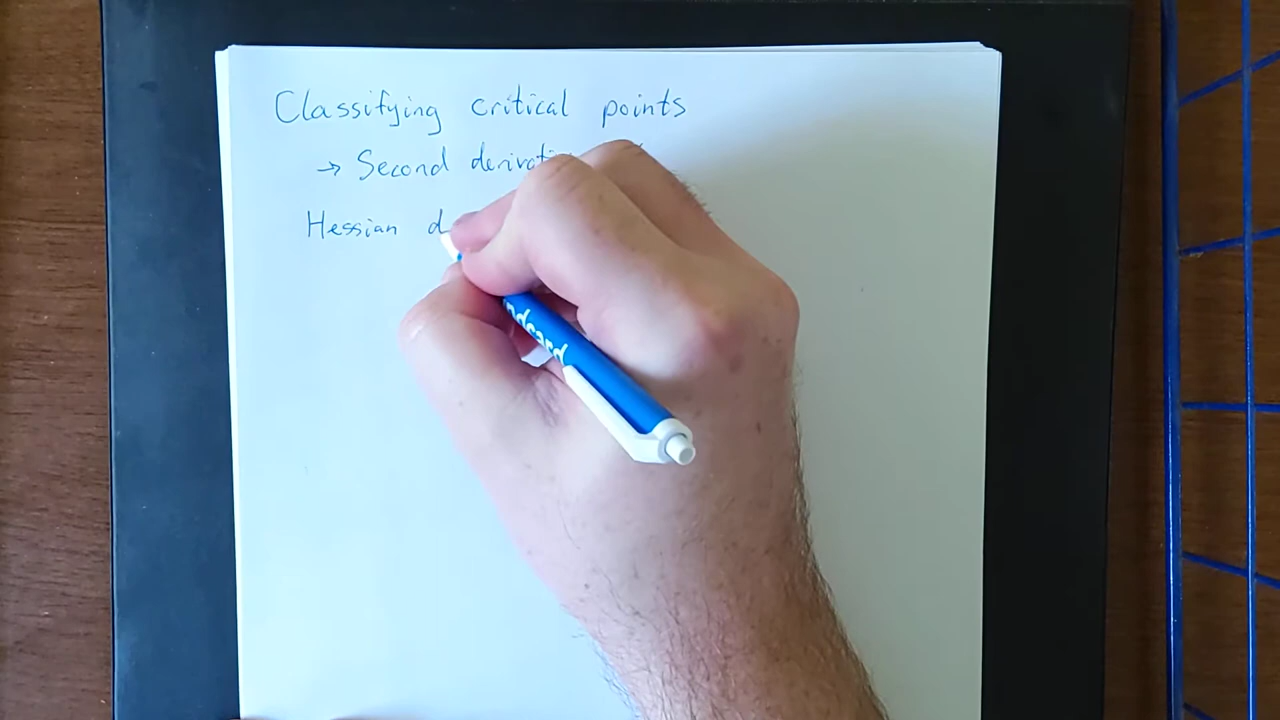 Classifying critical points
→ Second
Hessian d